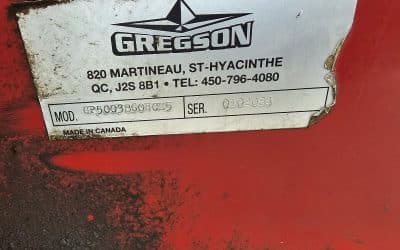 GREGSON
820 MARTINEAU, ST-HYACINTHE
QC, J2S 8B1 • TEL: 450-796-4080
MOD. SER.
MADE IN CANADA